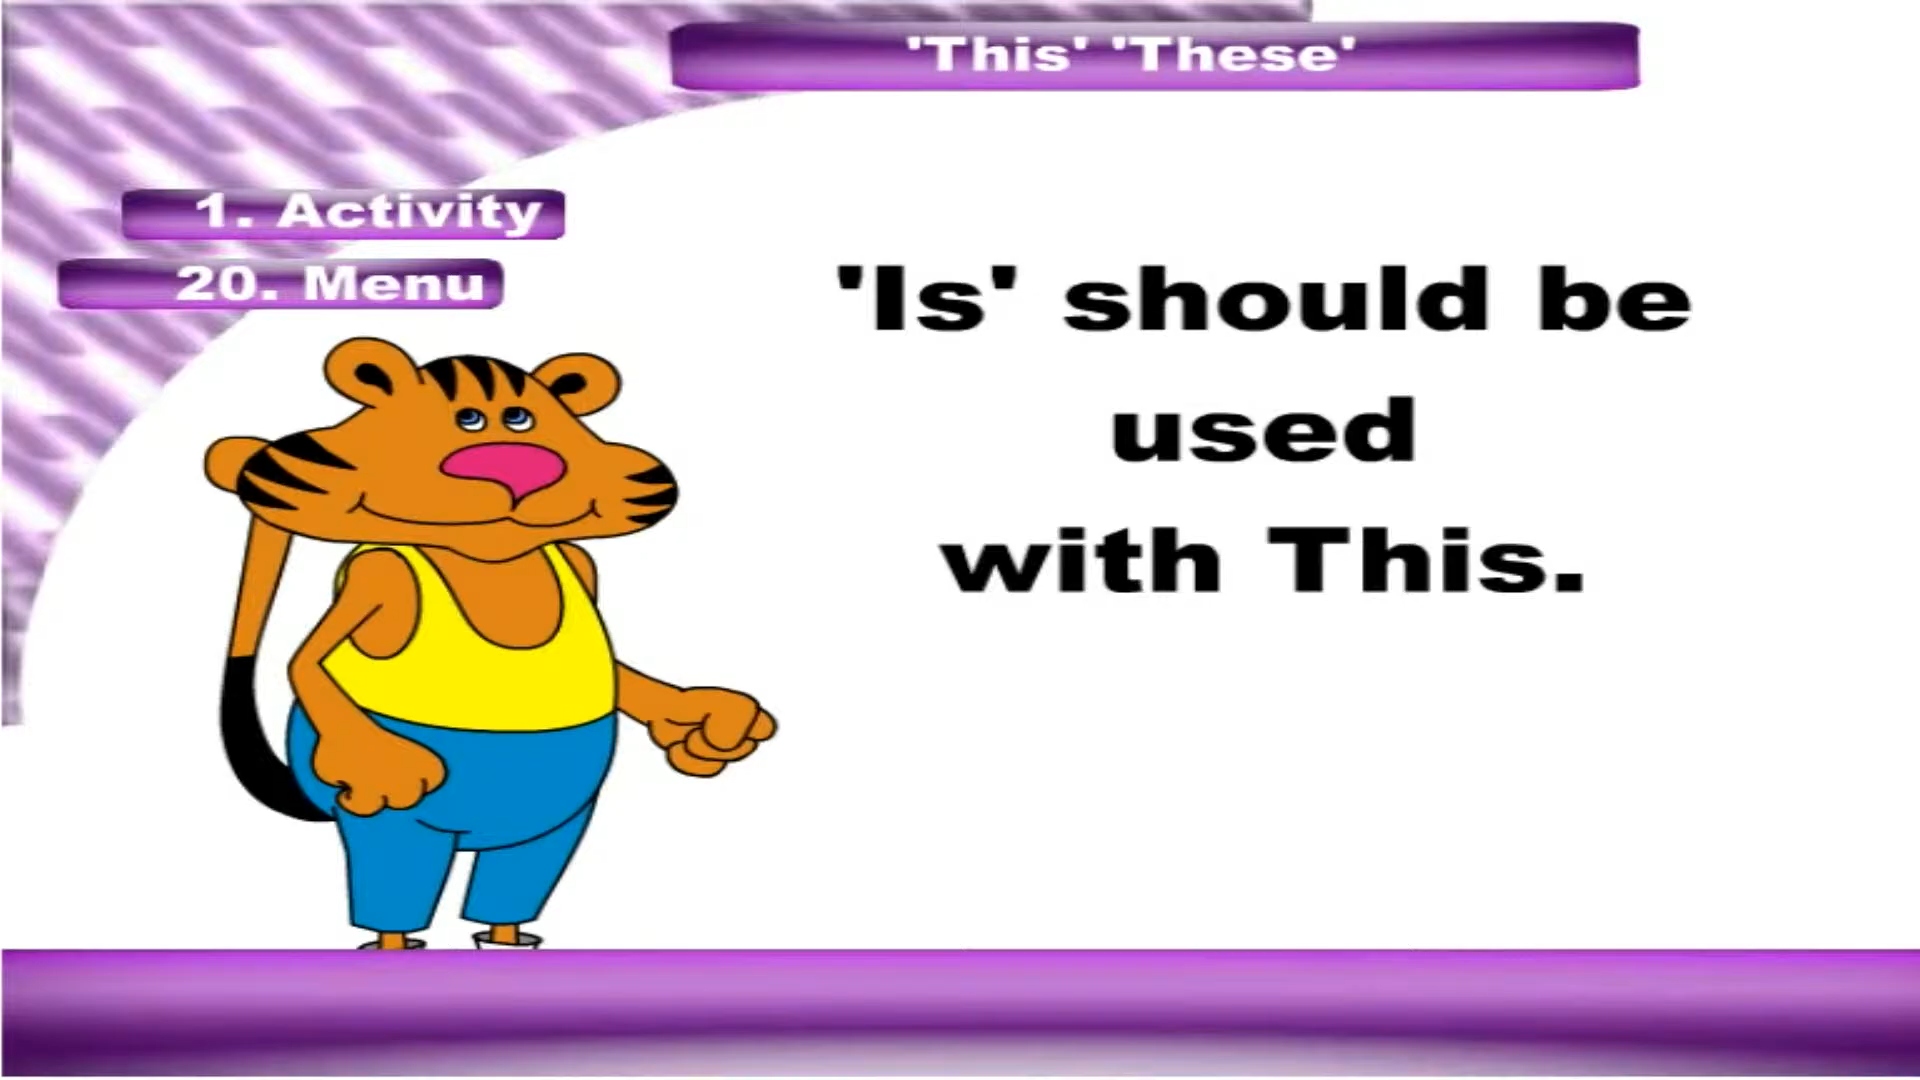 'This' 'These'
1. Activity
20. Menu
'Is' should be
used
with This.